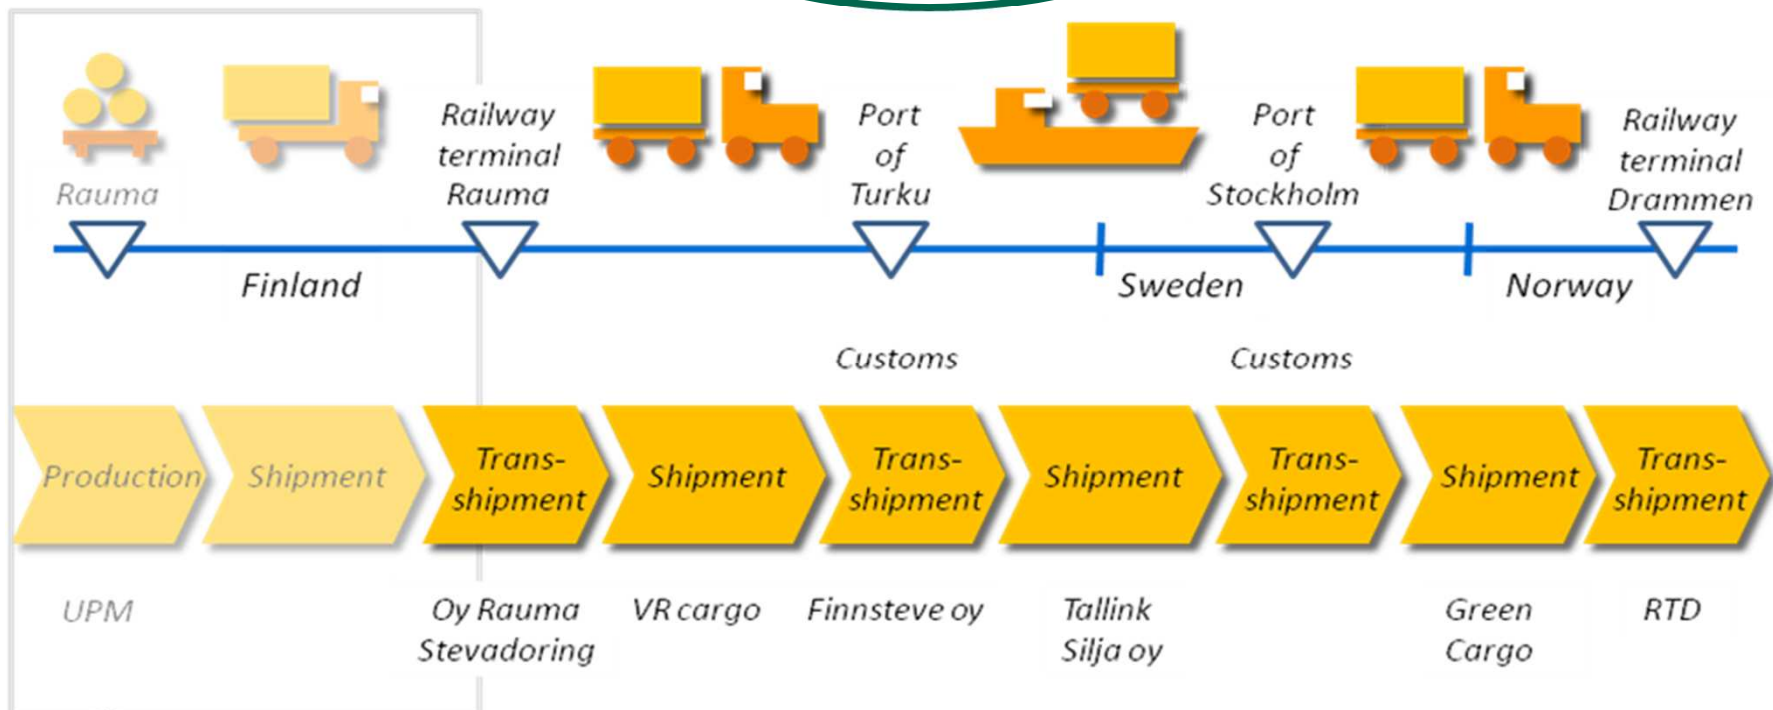 Rauma
Railway
terminal
Rauma
Port
of
Turku
Port
of
Stockholm
Railway
terminal
Drammen
Finland
Sweden
Norway
Customs
Customs
Production
Shipment
Trans-
shipment
Shipment
Trans-
shipment
Shipment
Trans-
shipment
Shipment
Trans-
shipment
UPM
Oy Rauma
Stevadoring
VR cargo
Finnsteve oy
Tallink
Silja oy
Green
Cargo
RTD